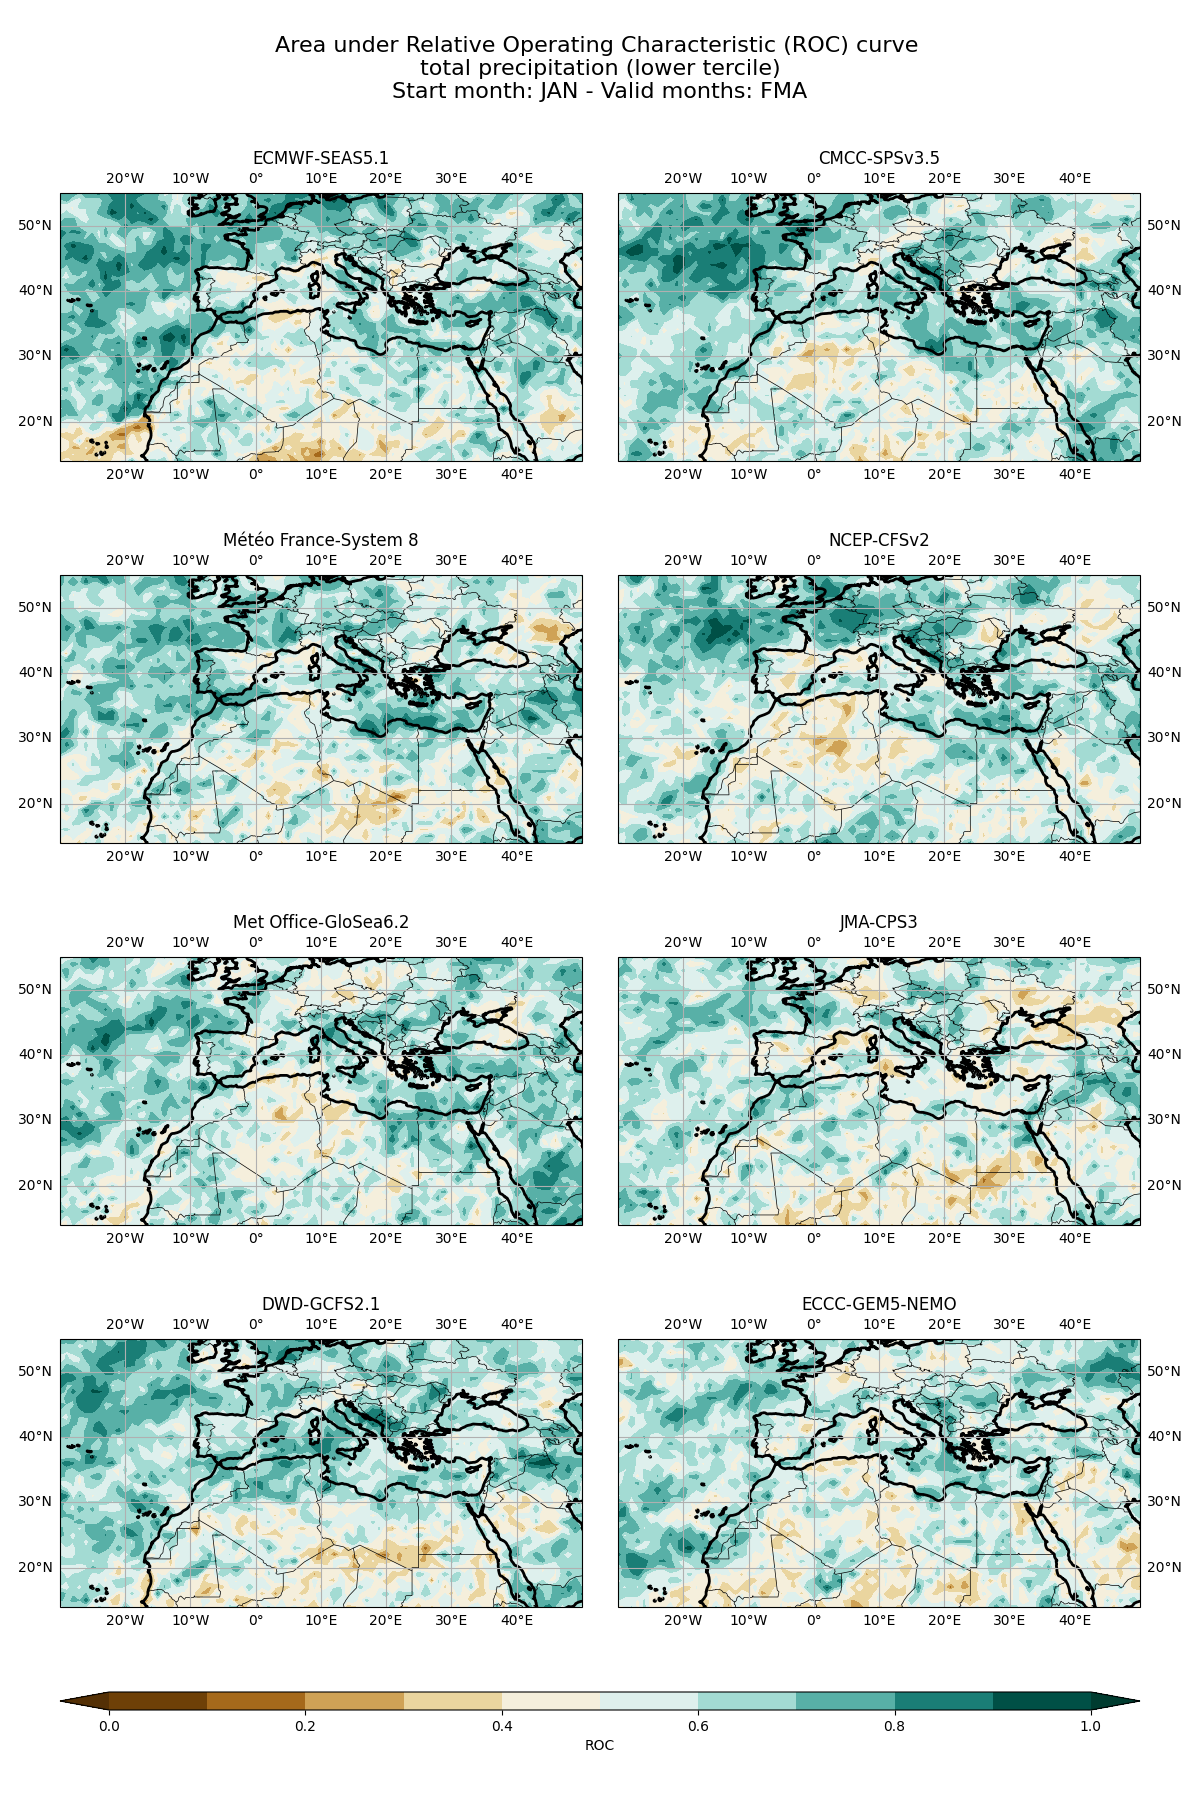 Area under Relative Operating Characteristic (ROC) curve
total precipitation (lower tercile)
Start month: JAN - Valid months: FMA
ECMWF-SEAS5.1
20°W 10°W 0° 10°E 20°E 30°E 40°E
50°N
40°N
30°N
20°N
20°W 10°W 0° 10°E 20°E 30°E 40°E
CMCC-SPSv3.5
20°W 10°W 0° 10°E 20°E 30°E 40°E
50°N
40°N
30°N
20°N
20°W 10°W 0° 10°E 20°E 30°E 40°E
Météo France-System 8
20°W 10°W 0° 10°E 20°E 30°E 40°E
50°N
40°N
30°N
20°N
20°W 10°W 0° 10°E 20°E 30°E 40°E
NCEP-CFSv2
20°W 10°W 0° 10°E 20°E 30°E 40°E
50°N
40°N
30°N
20°N
20°W 10°W 0° 10°E 20°E 30°E 40°E
Met Office-GloSea6.2
20°W 10°W 0° 10°E 20°E 30°E 40°E
50°N
40°N
30°N
20°N
20°W 10°W 0° 10°E 20°E 30°E 40°E
JMA-CPS3
20°W 10°W 0° 10°E 20°E 30°E 40°E
50°N
40°N
30°N
20°N
20°W 10°W 0° 10°E 20°E 30°E 40°E
DWD-GCFS2.1
20°W 10°W 0° 10°E 20°E 30°E 40°E
50°N
40°N
30°N
20°N
20°W 10°W 0° 10°E 20°E 30°E 40°E
ECCC-GEM5-NEMO
20°W 10°W 0° 10°E 20°E 30°E 40°E
50°N
40°N
30°N
20°N
20°W 10°W 0° 10°E 20°E 30°E 40°E
0.0 0.2 0.4 0.6 0.8 1.0
ROC